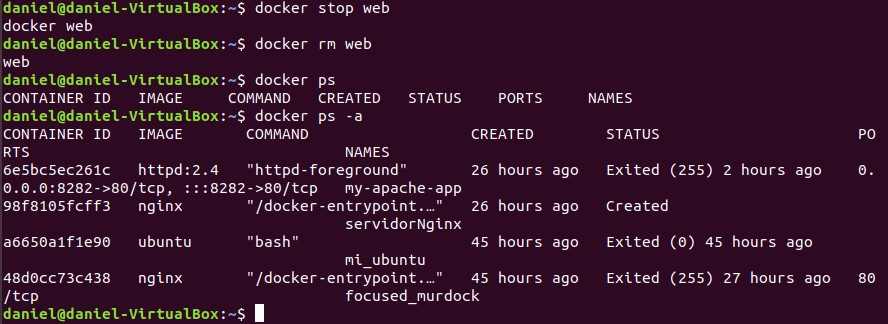 daniel@daniel-VirtualBox:~$ docker stop web
docker web
daniel@daniel-VirtualBox:~$ docker rm web
web
daniel@daniel-VirtualBox:~$ docker ps
CONTAINER ID   IMAGE     COMMAND   CREATED   STATUS    PORTS     NAMES
daniel@daniel-VirtualBox:~$ docker ps -a
CONTAINER ID   IMAGE       COMMAND                  CREATED        STATUS                      PO
RTS                                   NAMES
6e5bc5ec261c   httpd:2.4   "httpd-foreground"       26 hours ago   Exited (255) 2 hours ago    0.
0.0.0:8282->80/tcp, :::8282->80/tcp   my-apache-app
98f8105fcff3   nginx       "/docker-entrypoint.…"   26 hours ago   Created
                                      servidorNginx
a6650a1f1e90   ubuntu      "bash"                   45 hours ago   Exited (0) 45 hours ago
                                      mi_ubuntu
48d0cc73c438   nginx       "/docker-entrypoint.…"   45 hours ago   Exited (255) 27 hours ago   80
/tcp                                  focused_murdock
daniel@daniel-VirtualBox:~$